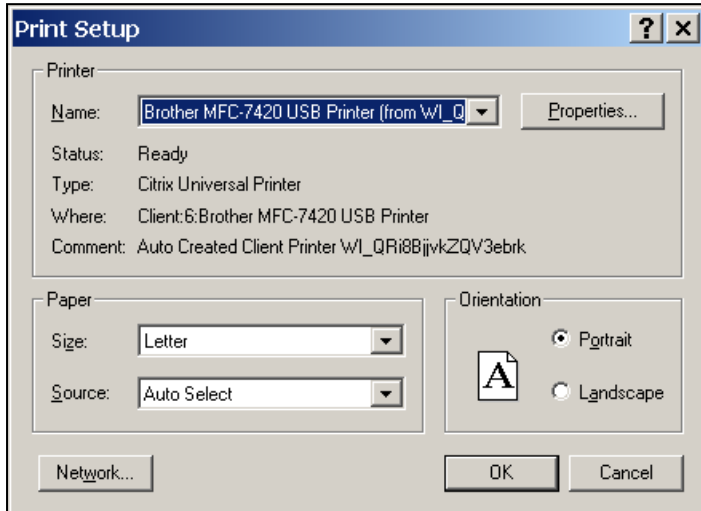 Print Setup
Printer
Name: Brother MFC-7420 USB Printer (from WI_Q
Properties...
Status: Ready
Type: Citrix Universal Printer
Where: Client:6:Brother MFC-7420 USB Printer
Comment: Auto Created Client Printer WI_QRi8BjjvkZQV3ebrk
Paper
Size: Letter
Source: Auto Select
Orientation
A
Portrait
Landscape
Network...
OK
Cancel